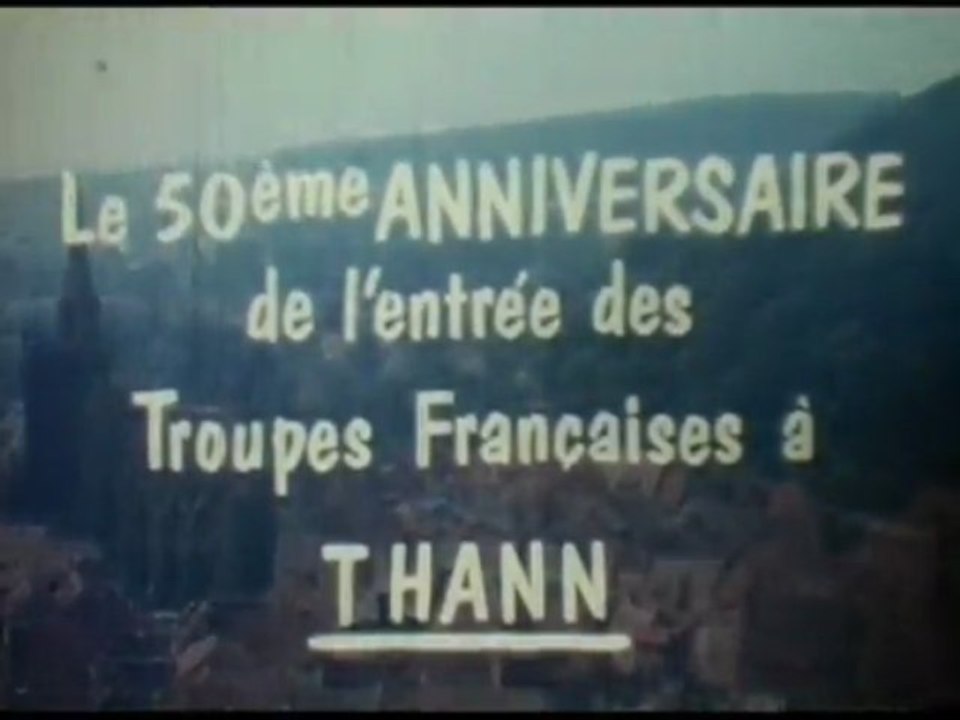 Le 50ème ANNIVERSAIRE
de l'entrée des
Troupes Françaises à
THANN